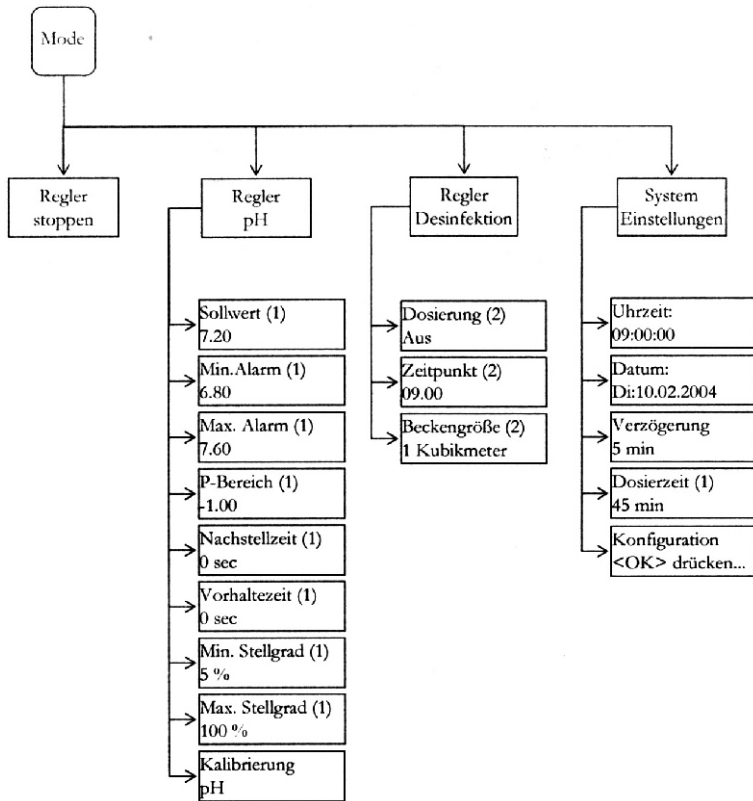 Mode
Regler
stoppen
Regler
pH
Regler
Desinfektion
System
Einstellungen
Sollwert (1)
7.20
Min.Alarm (1)
6.80
Max. Alarm (1)
7.60
P-Bereich (1)
-1.00
Nachstellzeit (1)
0 sec
Vorhaltezeit (1)
0 sec
Min. Stellgrad (1)
5 %
Max. Stellgrad (1)
100 %
Kalibrierung
pH
Dosierung (2)
Aus
Zeitpunkt (2)
09.00
Beckengröße (2)
1 Kubikmeter
Uhrzeit:
09:00:00
Datum:
Di:10.02.2004
Verzögerung
5 min
Dosierzeit (1)
45 min
Konfiguration
<OK> drücken...